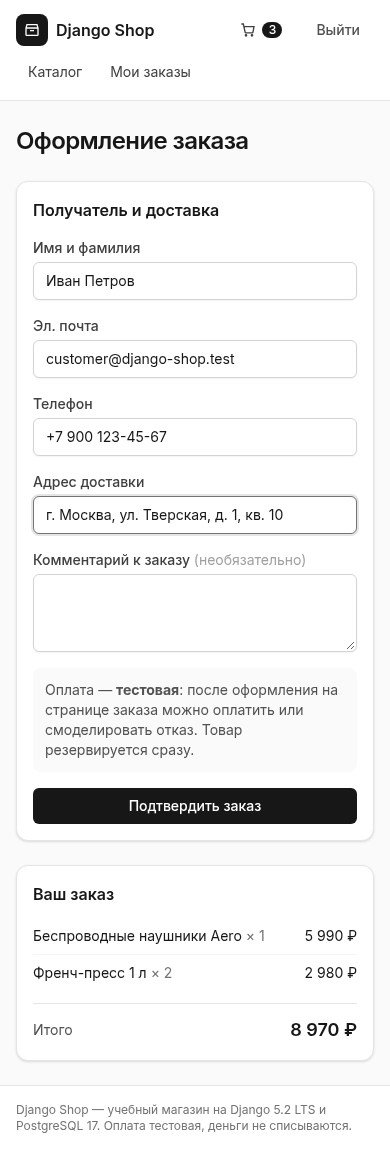 Django Shop
3
Выйти
Каталог
Мои заказы
Оформление заказа
Получатель и доставка
Имя и фамилия
Иван Петров
Эл. почта
customer@django-shop.test
Телефон
+7 900 123-45-67
Адрес доставки
г. Москва, ул. Тверская, д. 1, кв. 10
Комментарий к заказу (необязательно)
Оплата — тестовая: после оформления на
странице заказа можно оплатить или
смоделировать отказ. Товар
резервируется сразу.
Подтвердить заказ
Ваш заказ
Беспроводные наушники Aero × 1 5 990 ₽
Френч-пресс 1 л × 2 2 980 ₽
Итого 8 970 ₽
Django Shop — учебный магазин на Django 5.2 LTS и
PostgreSQL 17. Оплата тестовая, деньги не списываются.